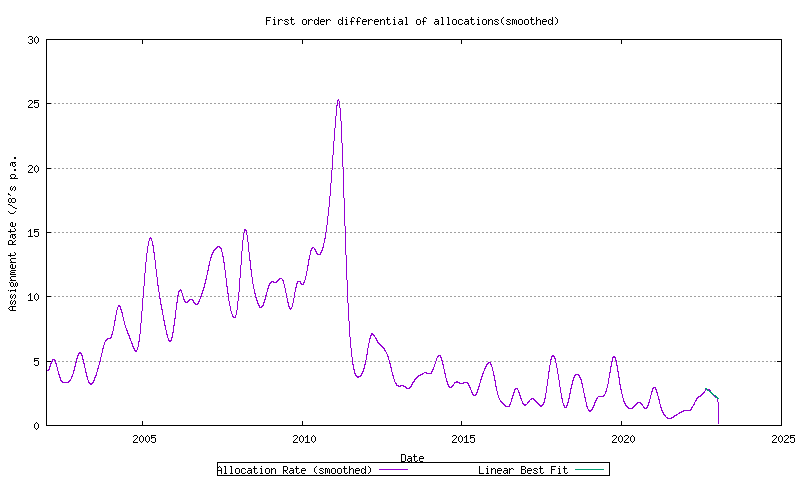 First order differential of allocations(smoothed)
30
25
20
15
10
5
0
Assignment Rate (/8's p.a.
2005
2010
2015
2020
2025
Date
Allocation Rate (smoothed)
Linear Best Fit